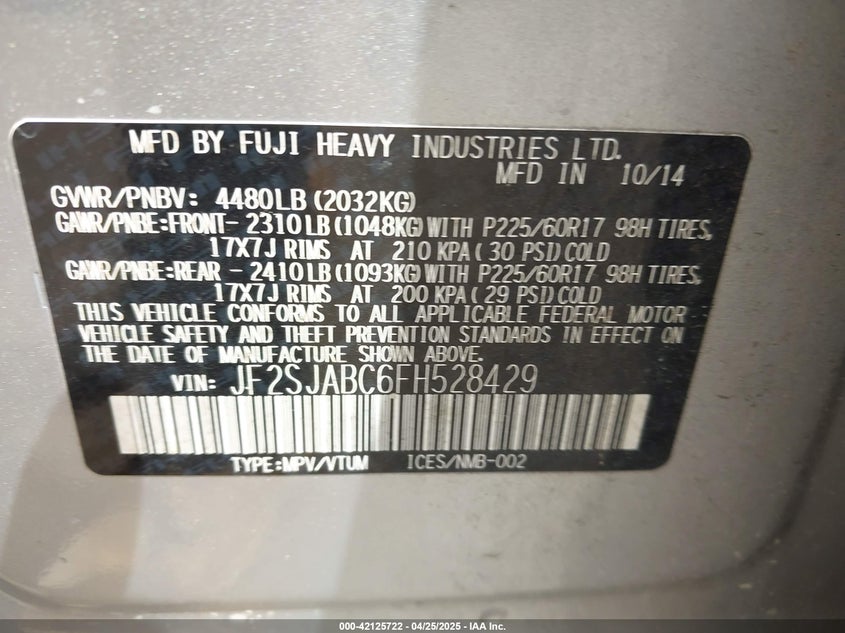 MFD BY FUJI HEAVY INDUSTRIES LTD.
MFD IN 10/14
GVWR/PNBV: 4480LB (2032KG)
GAWR/PNBE:FRONT- 2310LB (1048KG) WITH P225/60R17 98H TIRES,
17X7J RIMS AT 210 KPA (30 PSI) COLD
GAWR/PNBE:REAR - 2410LB (1093KG) WITH P225/60R17 98H TIRES,
17X7J RIMS AT 200 KPA (29 PSI) COLD
THIS VEHICLE CONFORMS TO ALL APPLICABLE FEDERAL MOTOR
VEHICLE SAFETY AND THEFT PREVENTION STANDARDS IN EFFECT ON
THE DATE OF MANUFACTURE SHOWN ABOVE.
VIN: JF2SJABC6FH528429
TYPE:MPV/VTUM ICES/NMB-002
000-42125722 - 04/25/2025 - IAA Inc.